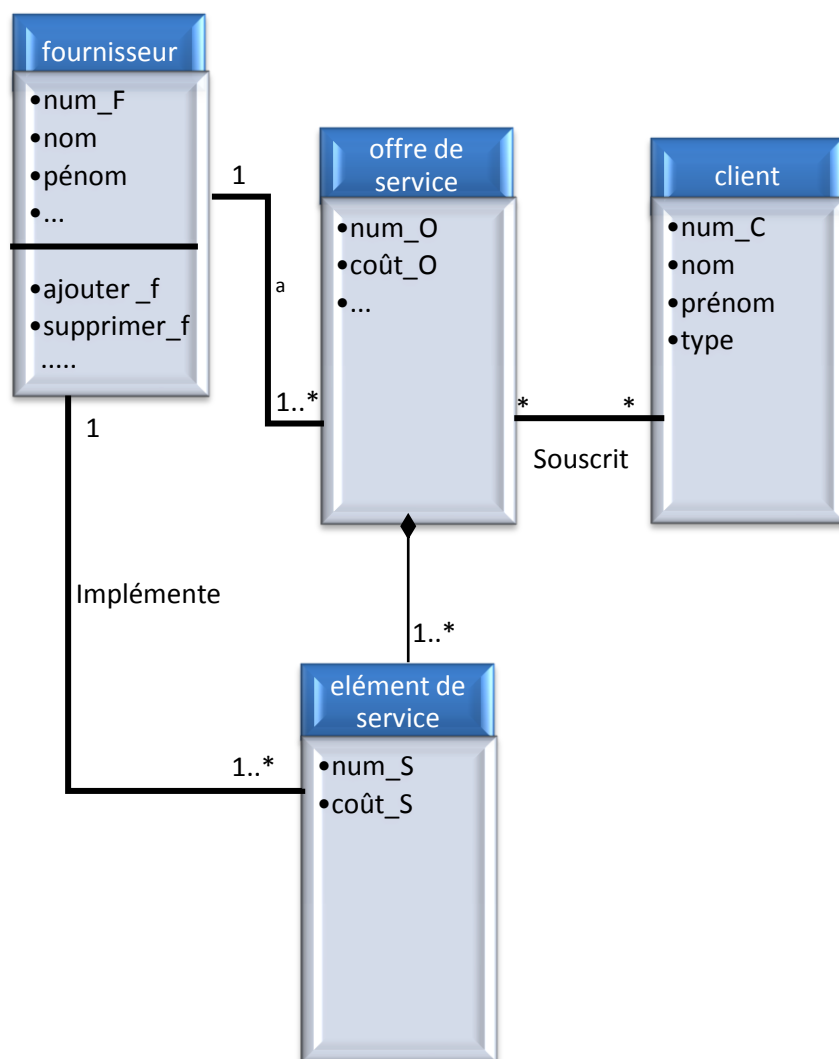 fournisseur
•num_F
•nom
•pénom
•...
•ajouter _f
•supprimer_f
.....
1
a
1..*
offre de
service
•num_O
•coût_O
•...
*
*
Souscrit
client
•num_C
•nom
•prénom
•type
1
Implémente
1..*
1..*
elément de
service
•num_S
•coût_S